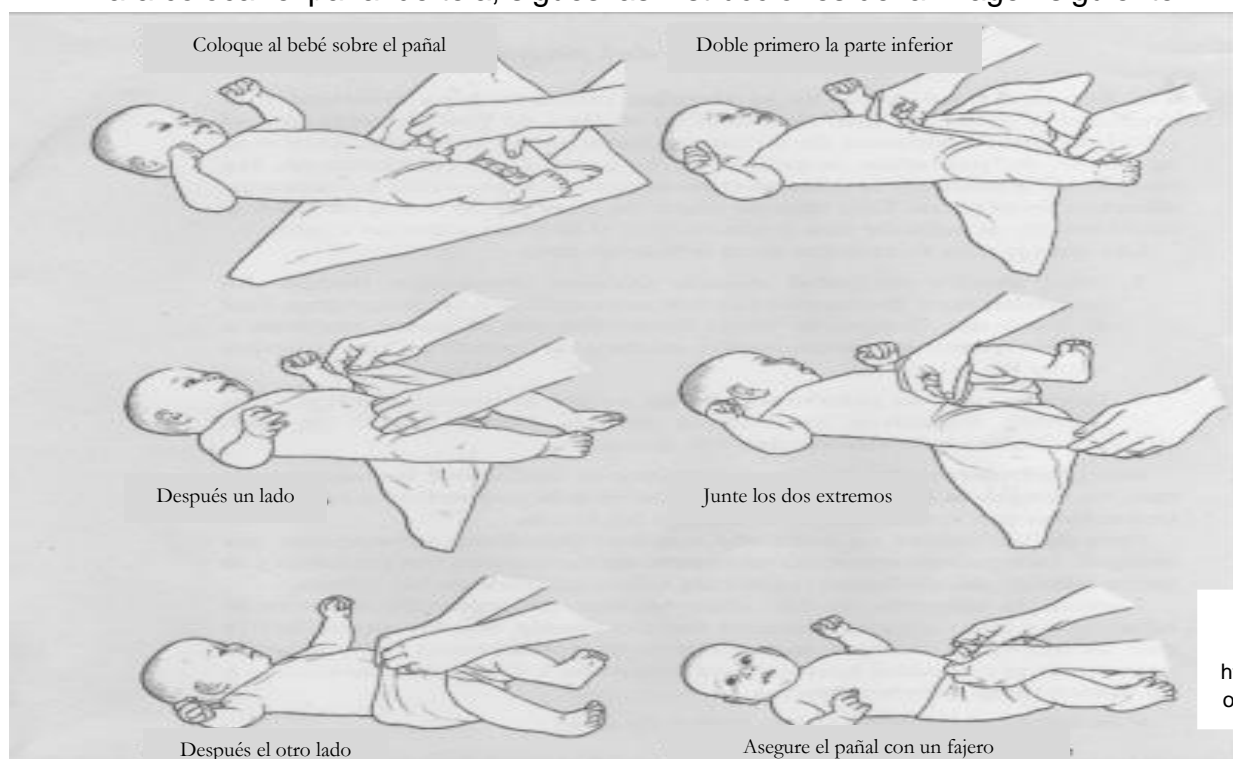 Coloque al bebé sobre el pañal
Doble primero la parte inferior
Después un lado
Junte los dos extremos
Después el otro lado
Asegure el pañal con un fajero